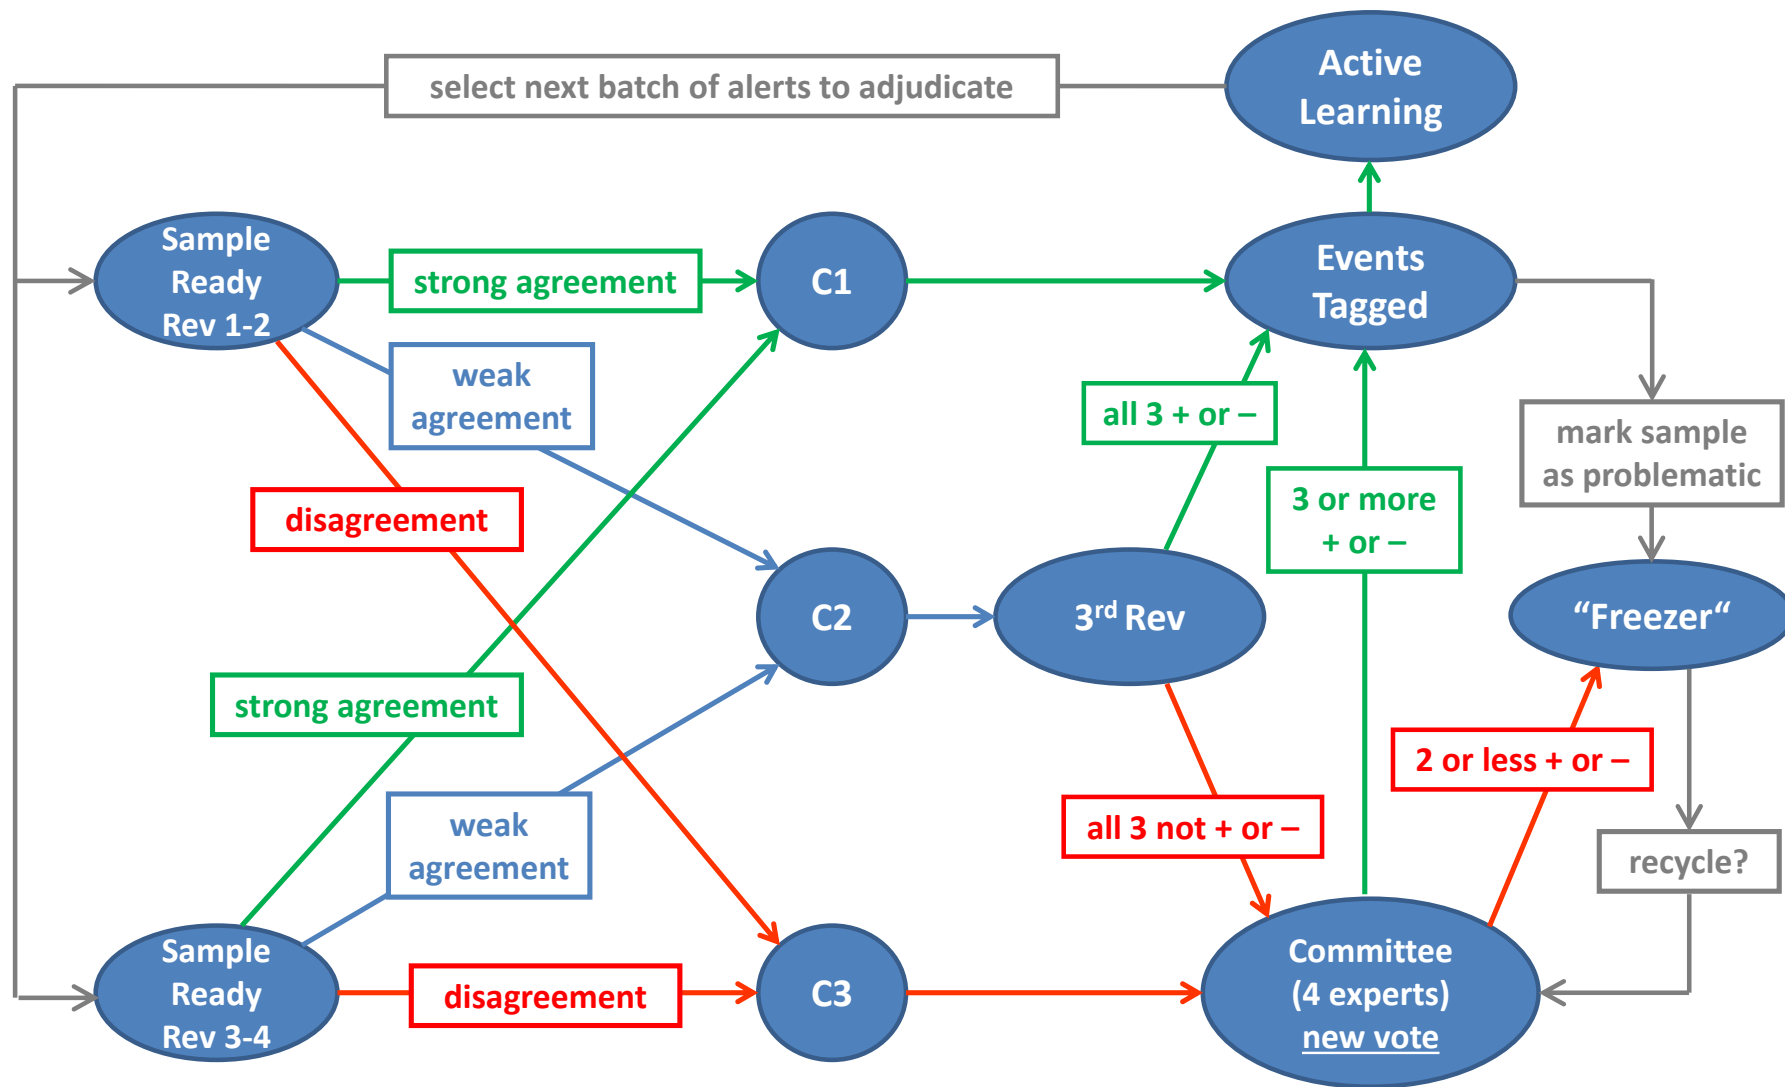 Active
Learning
select next batch of alerts to adjudicate
Sample
Ready
Rev 1-2
strong agreement
C1
Events
Tagged
weak
agreement
all 3 + or –
mark sample
as problematic
disagreement
3 or more
+ or –
C2
3rd Rev
“Freezer“
strong agreement
2 or less + or –
weak
agreement
all 3 not + or –
recycle?
Sample
Ready
Rev 3-4
disagreement
C3
Committee
(4 experts)
new vote